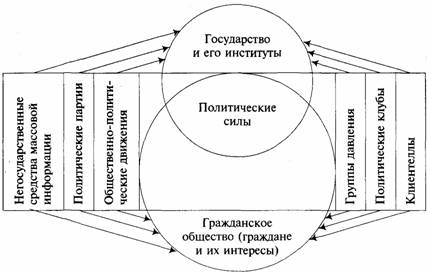 Государство
и его институты
Негосударственные
средства массовой
информации
Политические партии
Общественно-полити-
ческие движения
Политические
силы
Группы давления
Политические клубы
Клиентеллы
Гражданское
общество (граждане
и их интересы)